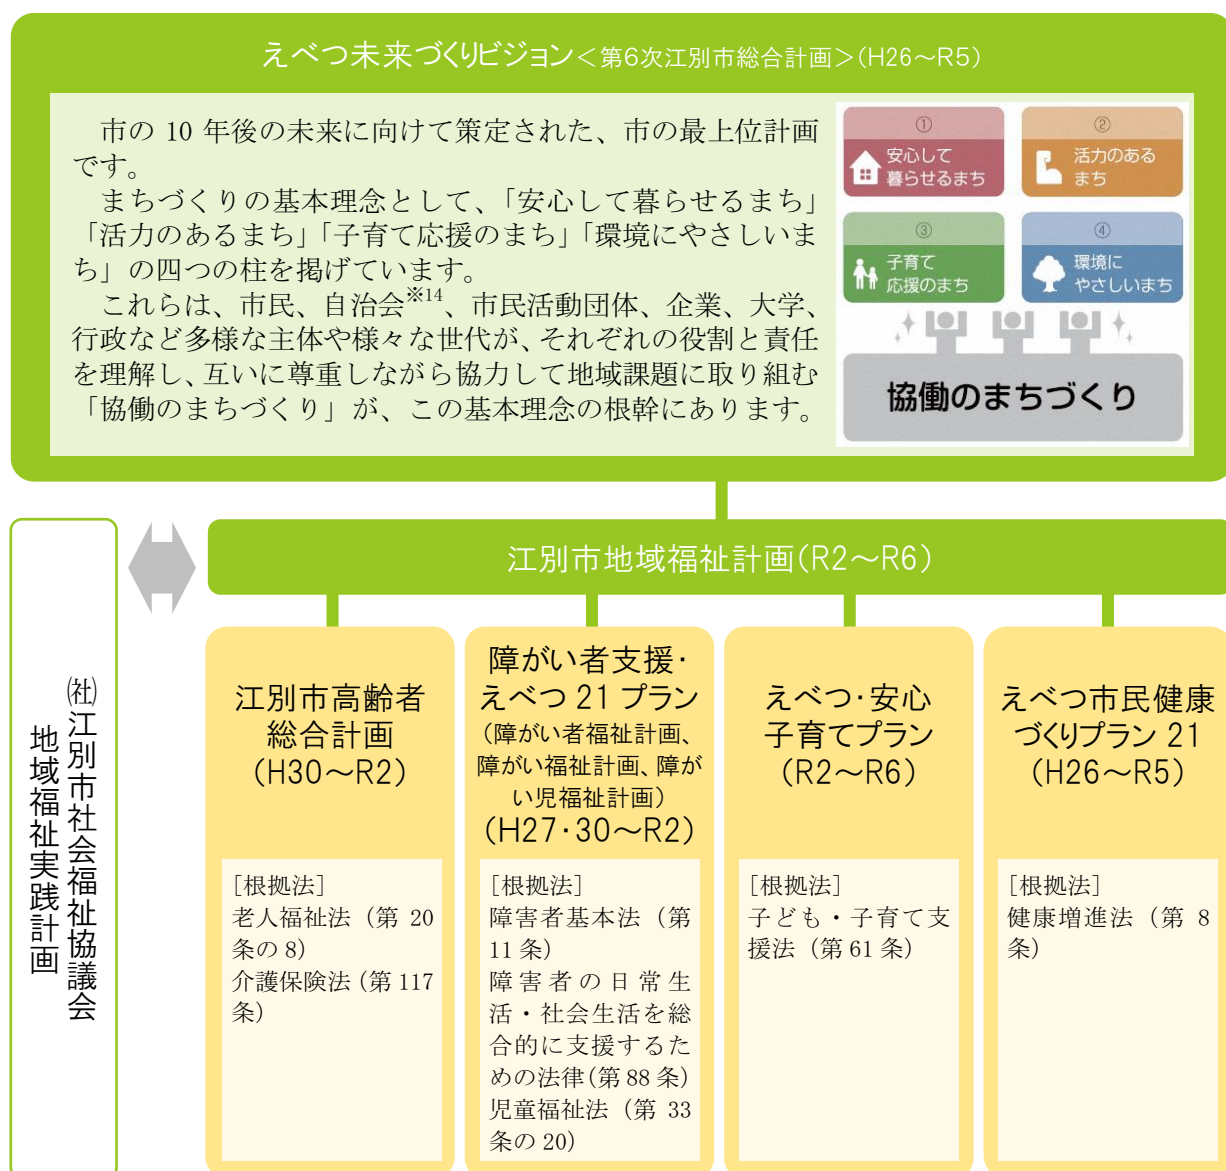 えべつ未来づくりビジョン＜第6次江別市総合計画＞（H26～R5）
市の 10 年後の未来に向けて策定された、市の最上位計画
です。
まちづくりの基本理念として、「安心して暮らせるまち」
「活力のあるまち」「子育て応援のまち」「環境にやさしいま
ち」の四つの柱を掲げています。
これらは、市民、自治会※14、市民活動団体、企業、大学、
行政など多様な主体や様々な世代が、それぞれの役割と責任
を理解し、互いに尊重しながら協力して地域課題に取り組む
「協働のまちづくり」が、この基本理念の根幹にあります。
①
安心して
暮らせるまち
②
活力のある
まち
③
子育て
応援のまち
④
環境に
やさしいまち
協働のまちづくり
㈳江別市社会福祉協議会
地域福祉実践計画
江別市地域福祉計画（R2～R6）
江別市高齢者
総合計画
（H30～R2）
［根拠法］
老人福祉法（第 20
条の 8）
介護保険法（第 117
条）
障がい者支援・
えべつ 21 プラン
（障がい者福祉計画、
障がい福祉計画、障が
い児福祉計画）
（H27・30～R2）
［根拠法］
障害者基本法（第
11 条）
障害者の日常生
活・社会生活を総
合的に支援するた
めの法律（第 88 条）
児童福祉法（第 33
条の 20）
えべつ・安心
子育てプラン
（R2～R6）
［根拠法］
子ども・子育て支
援法（第 61 条）
えべつ市民健康
づくりプラン 21
（H26～R5）
［根拠法］
健康増進法（第 8
条）